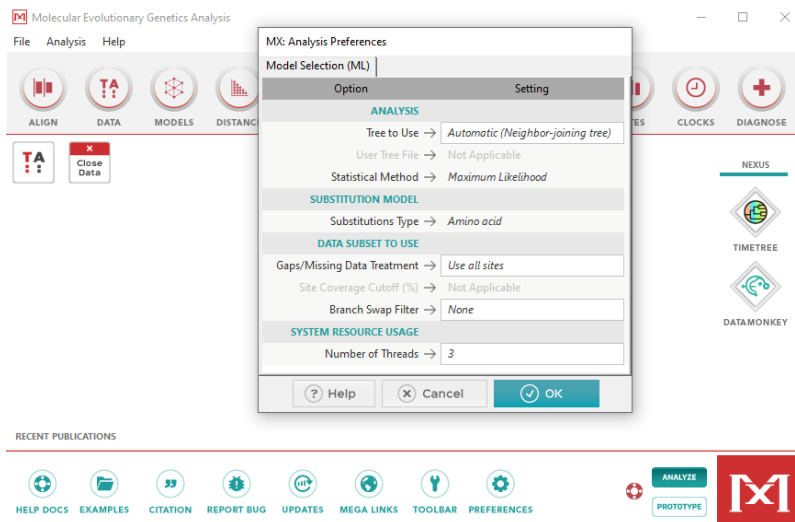 Molecular Evolutionary Genetics Analysis
File Analysis Help
ALIGN
DATA
MODELS
DISTANC
TES
CLOCKS
DIAGNOSE
TA
Close
Data
MX: Analysis Preferences
Model Selection (ML)
Option Setting
ANALYSIS
Tree to Use → Automatic (Neighbor-joining tree)
User Tree File → Not Applicable
Statistical Method → Maximum Likelihood
SUBSTITUTION MODEL
Substitutions Type → Amino acid
DATA SUBSET TO USE
Gaps/Missing Data Treatment → Use all sites
Site Coverage Cutoff (%) → Not Applicable
Branch Swap Filter → None
SYSTEM RESOURCE USAGE
Number of Threads → 3
? Help
Cancel
OK
NEXUS
TIMETREE
DATAMONKEY
RECENT PUBLICATIONS
HELP DOCS
EXAMPLES
CITATION
REPORT BUG
UPDATES
MEGA LINKS
TOOLBAR
PREFERENCES
ANALYZE
PROTOTYPE